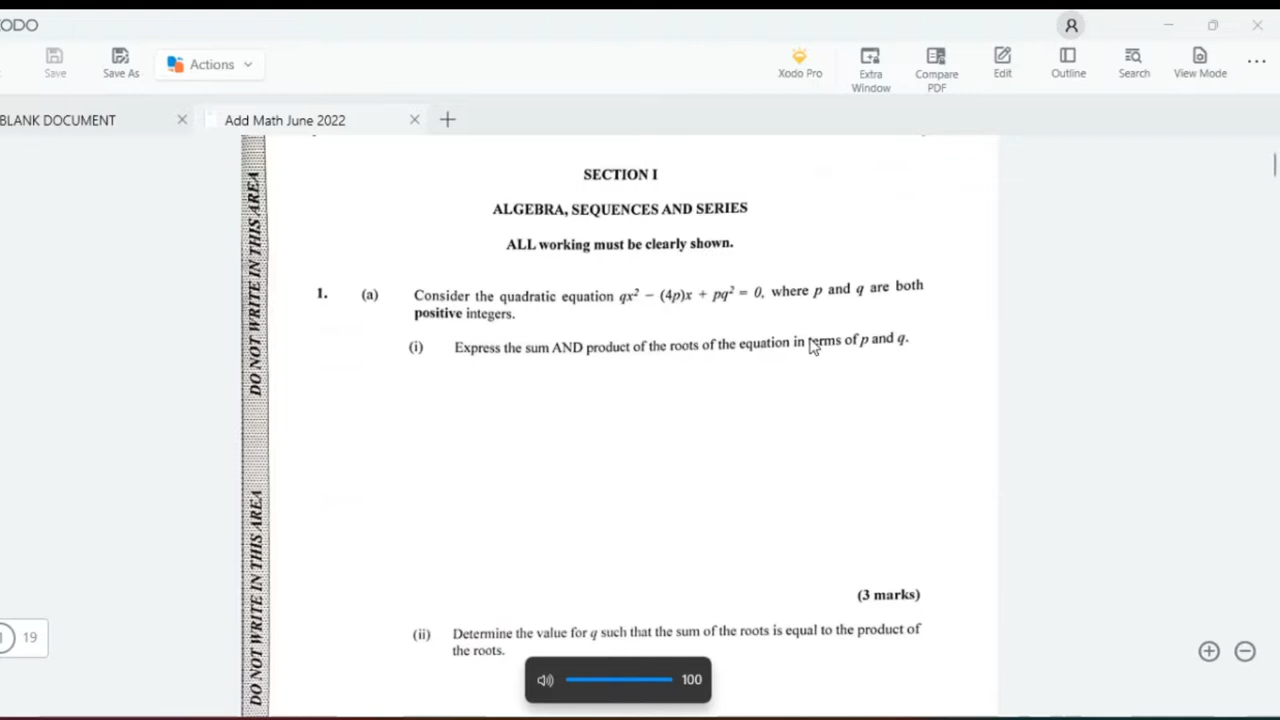 ODO
Save
Save As
Actions
Xodo Pro
Extra
Window
Compare
PDF
Edit
Outline
Search
View Mode
BLANK DOCUMENT
Add Math June 2022
SECTION I
ALGEBRA, SEQUENCES AND SERIES
ALL working must be clearly shown.
1. (a) Consider the quadratic equation qx² − (4p)x + pq² = 0, where p and q are both
positive integers.
(i) Express the sum AND product of the roots of the equation in terms of p and q.
(3 marks)
(ii) Determine the value for q such that the sum of the roots is equal to the product of
the roots.
DO NOT WRITE IN THIS AREA
DO NOT WRITE IN THIS AREA
19
100